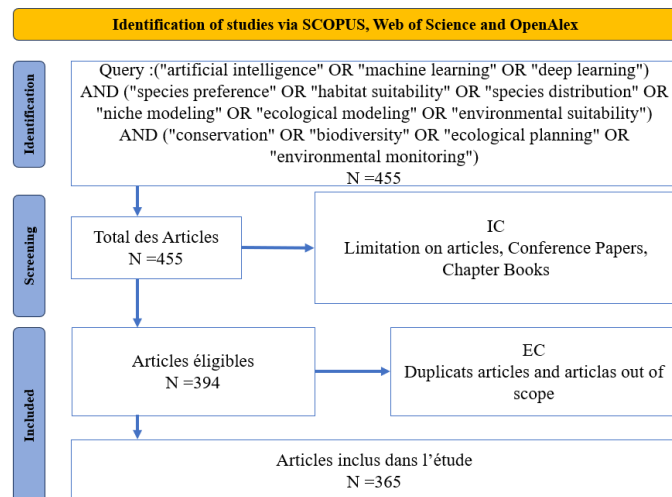 Identification of studies via SCOPUS, Web of Science and OpenAlex
Identification
Query :("artificial intelligence" OR "machine learning" OR "deep learning")
AND ("species preference" OR "habitat suitability" OR "species distribution" OR
"niche modeling" OR "ecological modeling" OR "environmental suitability")
AND ("conservation" OR "biodiversity" OR "ecological planning" OR
"environmental monitoring")
N =455
Screening
Total des Articles
N =455
IC
Limitation on articles, Conference Papers,
Chapter Books
Included
Articles éligibles
N =394
EC
Duplicats articles and articlas out of
scope
Articles inclus dans l'étude
N =365